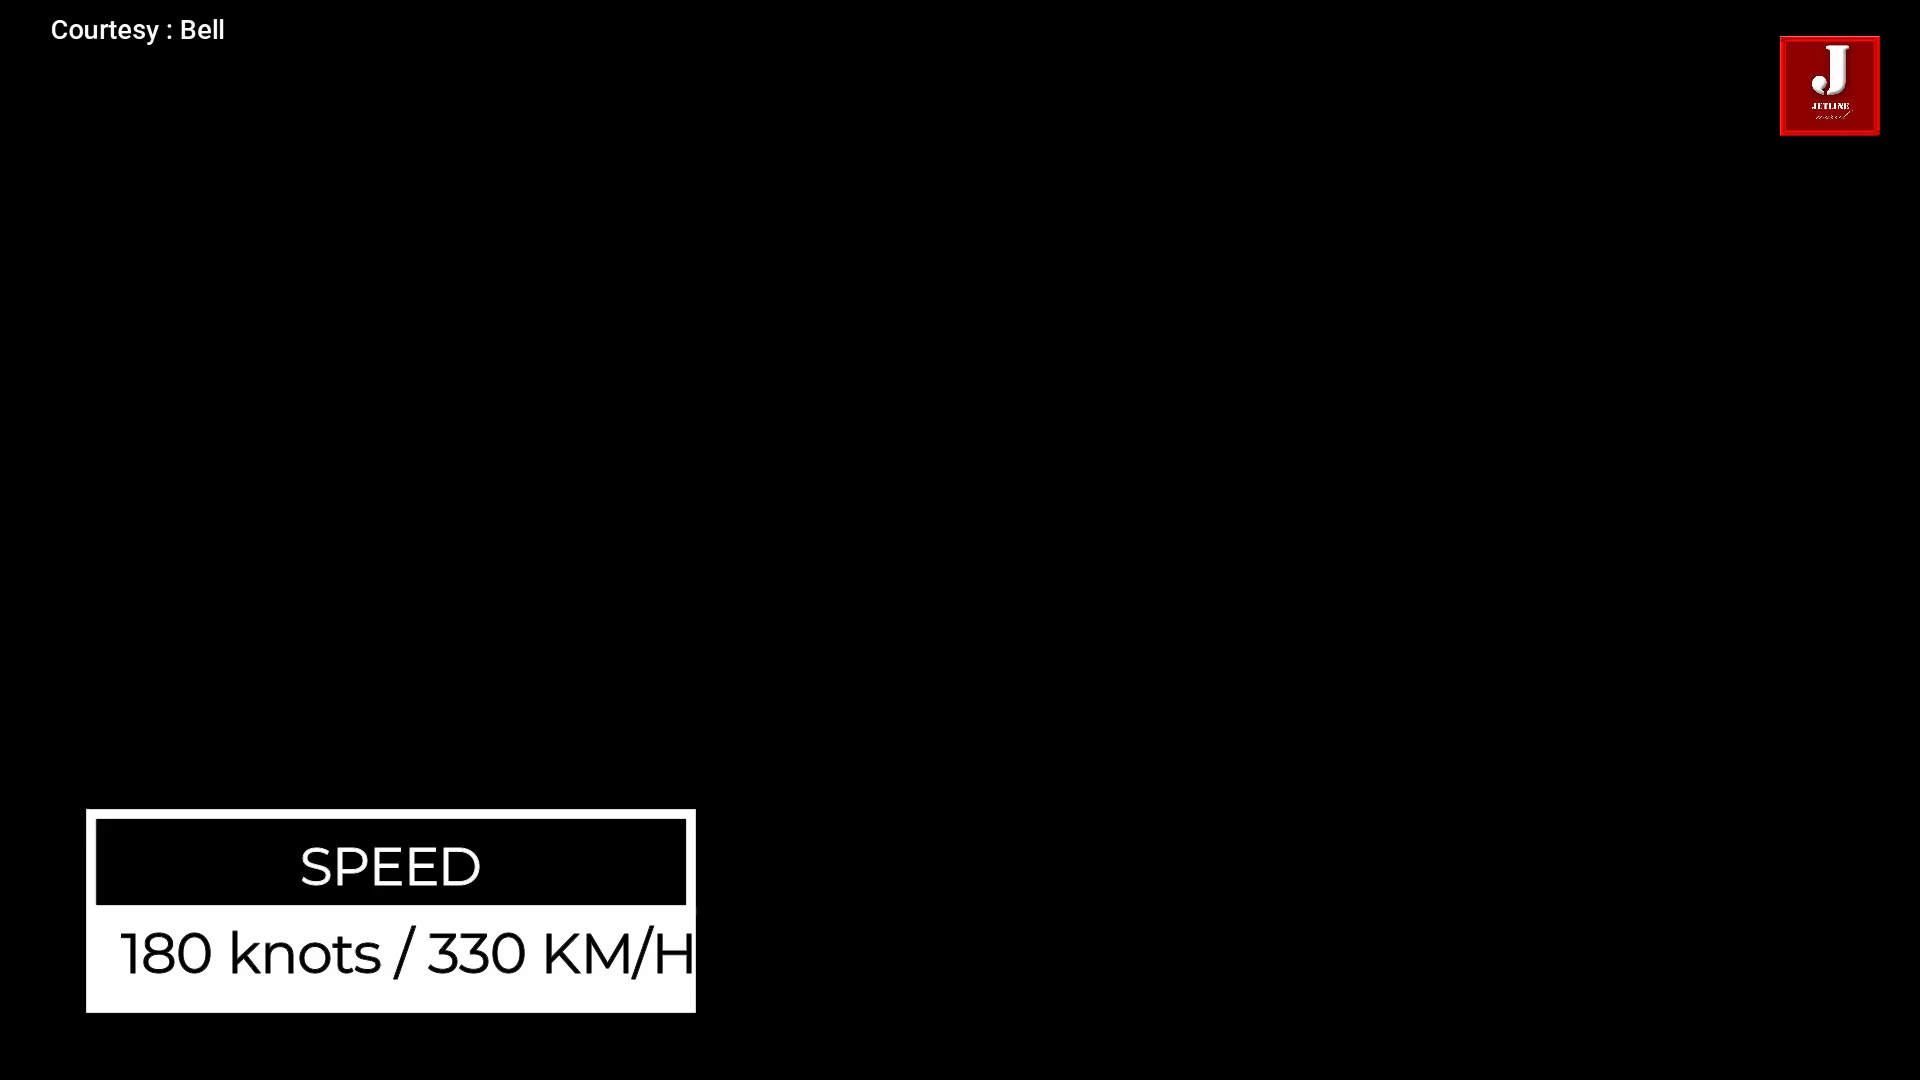 Courtesy : Bell
J
JETLINE
SPEED
180 knots / 330 KM/H